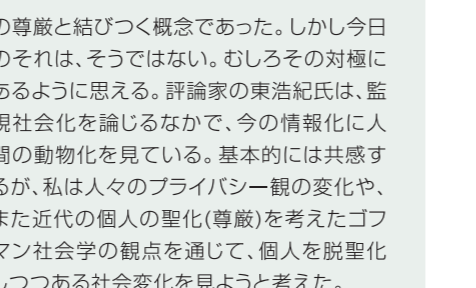 の尊厳と結びつく概念であった。しかし今日
のそれは、そうではない。むしろその対極に
あるように思える。評論家の東浩紀氏は、監
視社会化を論じるなかで、今の情報化に人
間の動物化を見ている。基本的には共感す
るが、私は人々のプライバシー観の変化や、
また近代の個人の聖化(尊厳)を考えたゴフ
マン社会学の観点を通じて、個人を脱聖化
しつつある社会変化を見ようと考えた。